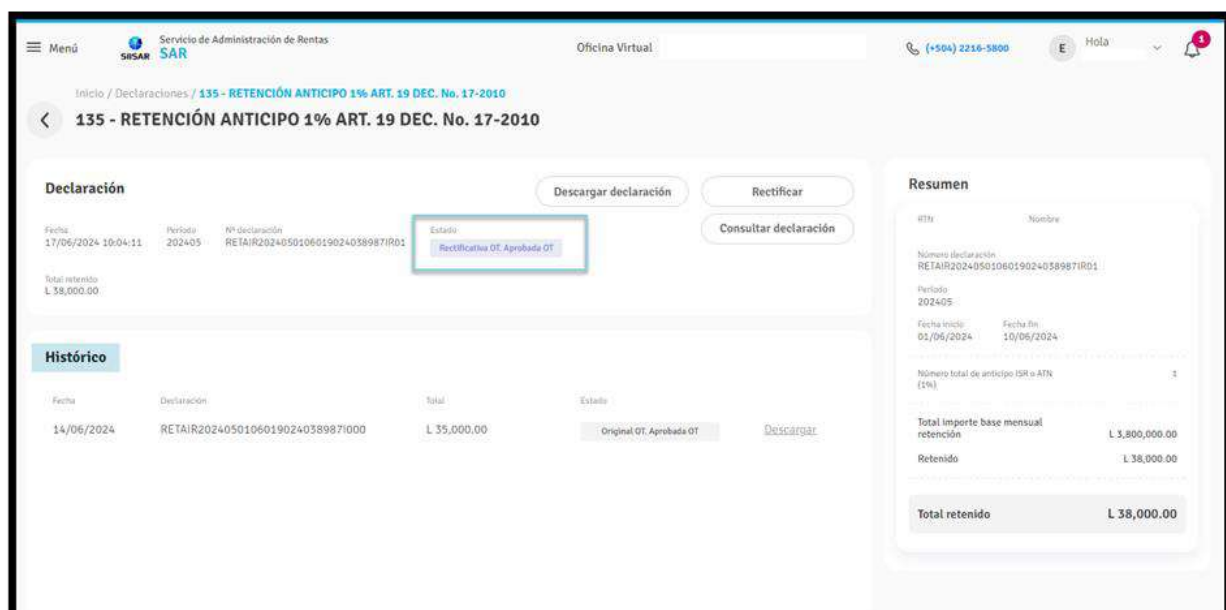 Menú
SIISAR
Servicio de Administración de Rentas
SAR
Oficina Virtual
(+504) 2216-5800
E
Hola
1
Inicio / Declaraciones / 135 - RETENCIÓN ANTICIPO 1% ART. 19 DEC. No. 17-2010
135 - RETENCIÓN ANTICIPO 1% ART. 19 DEC. No. 17-2010
Declaración
Descargar declaración
Rectificar
Consultar declaración
Fecha
17/06/2024 10:04:11
Periodo
202405
Nº declaración
RETAIR20240501060190240389871R01
Estado
Rectificativa OT. Aprobada OT
Total retenido
L 38,000.00
Histórico
Fecha
Declaración
Total
Estado
14/06/2024
RETAIR2024050106019024038987I000
L 35,000.00
Original OT. Aprobada OT
Descargar
Resumen
RTN
Nombre
Número declaración
RETAIR20240501060190240389871R01
Periodo
202405
Fecha inicio
01/06/2024
Fecha fin
10/06/2024
Número total de anticipo ISR o ATN
(1%)
1
Total importe base mensual
retención
L 3,800,000.00
Retenido
L 38,000.00
Total retenido
L 38,000.00